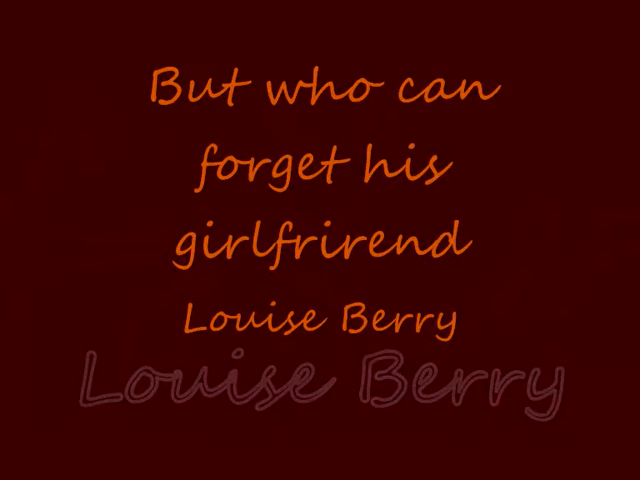 But who can
forget his
girlfrirend
Louise Berry
Louise Berry